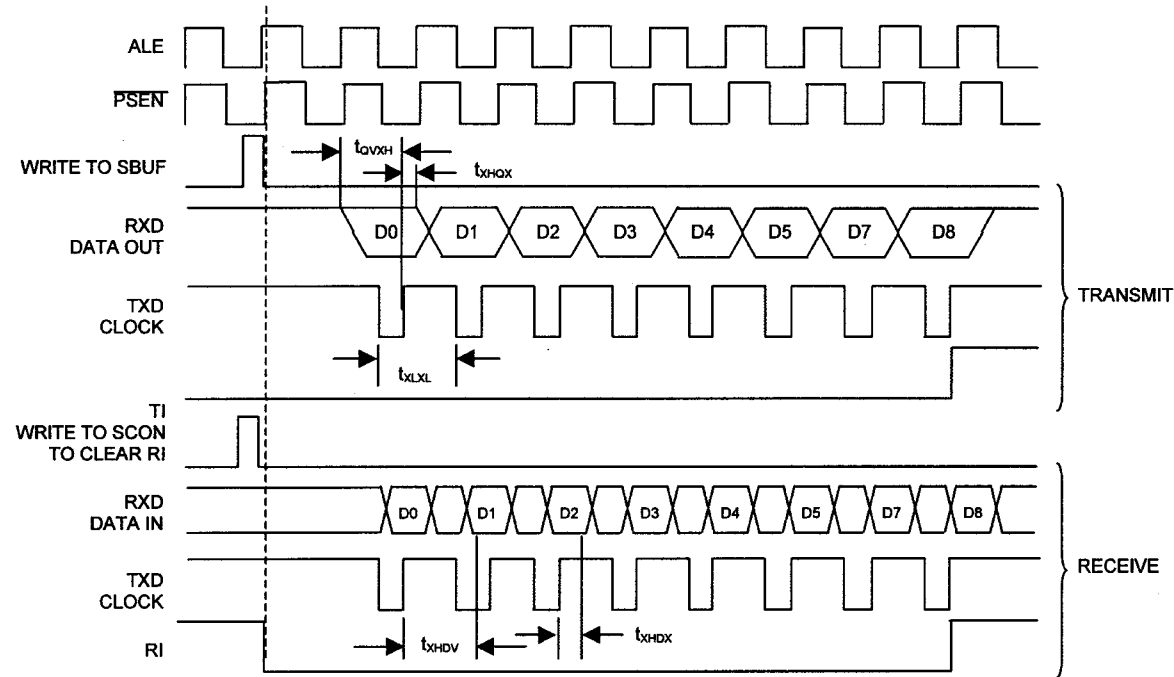 ALE
PSEN
WRITE TO SBUF
tQVXH
tXHQX
RXD
DATA OUT
D0 D1 D2 D3 D4 D5 D7 D8
TXD
CLOCK
TRANSMIT
tXLXL
TI
WRITE TO SCON
TO CLEAR RI
RXD
DATA IN
D0 D1 D2 D3 D4 D5 D7 D8
TXD
CLOCK
RECEIVE
tXHDV
tXHDX
RI